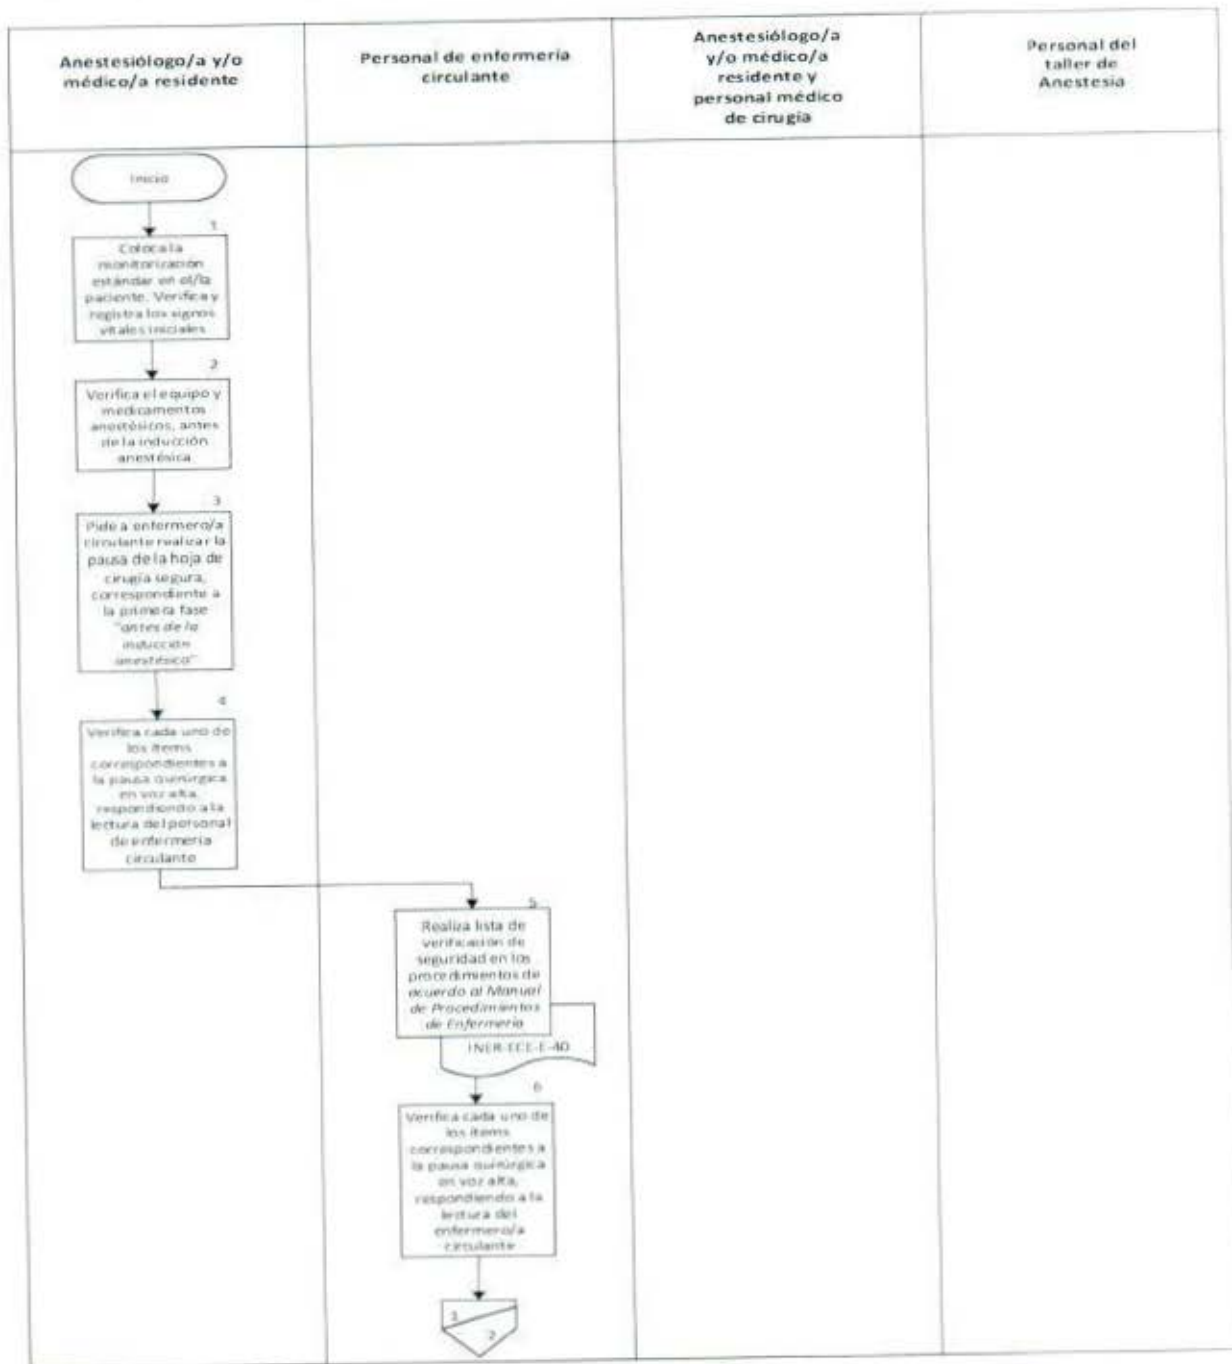 Anestesiólogo/a y/o
médico/a residente
Personal de enfermería
circulante
Anestesiólogo/a
y/o médico/a
residente y
personal médico
de cirugía
Personal del
taller de
Anestesia
Inicio
1
Coloca la
monitorización
estándar en el/la
paciente. Verifica y
registra los signos
vitales iniciales
2
Verifica el equipo y
medicamentos
anestésicos, antes
de la inducción
anestésica
3
Pide a enfermero/a
circulante realizar la
pausa de la hoja de
cirugía segura,
correspondiente a
la primera fase
"antes de la
inducción
anestésica"
4
Verifica cada uno de
los ítems
correspondientes a
la pausa quirúrgica
en voz alta,
respondiendo a la
lectura del personal
de enfermería
circulante
5
Realiza lista de
verificación de
seguridad en los
procedimientos de
acuerdo al Manual
de Procedimientos
de Enfermería
INER-ECE-E-40
6
Verifica cada uno de
los ítems
correspondientes a
la pausa quirúrgica
en voz alta,
respondiendo a la
lectura del
enfermero/a
circulante
1
2